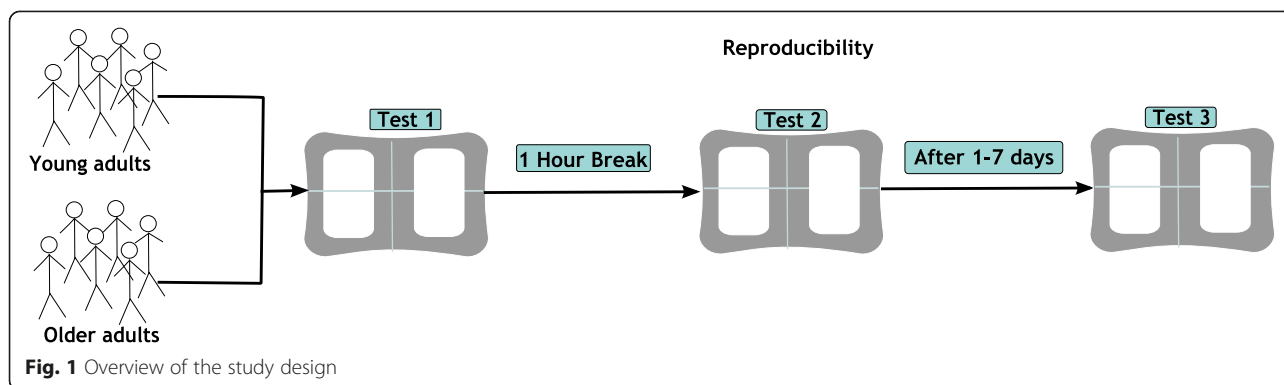 Reproducibility
Test 1
Test 2
Test 3
1 Hour Break
After 1-7 days
Young adults
Older adults
Fig. 1 Overview of the study design